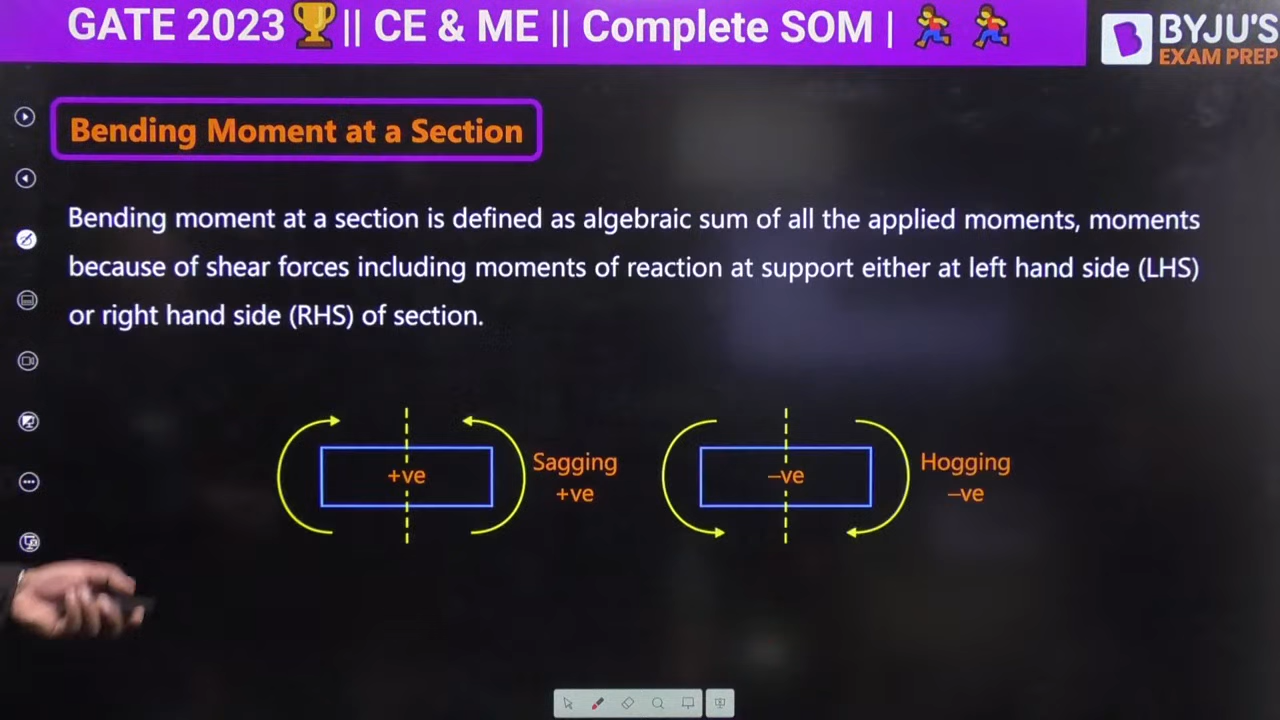 GATE 2023🏆|| CE & ME || Complete SOM | 🏃 🏃
BYJU'S
EXAM PREP
Bending Moment at a Section
Bending moment at a section is defined as algebraic sum of all the applied moments, moments
because of shear forces including moments of reaction at support either at left hand side (LHS)
or right hand side (RHS) of section.
+ve
Sagging
+ve
–ve
Hogging
–ve